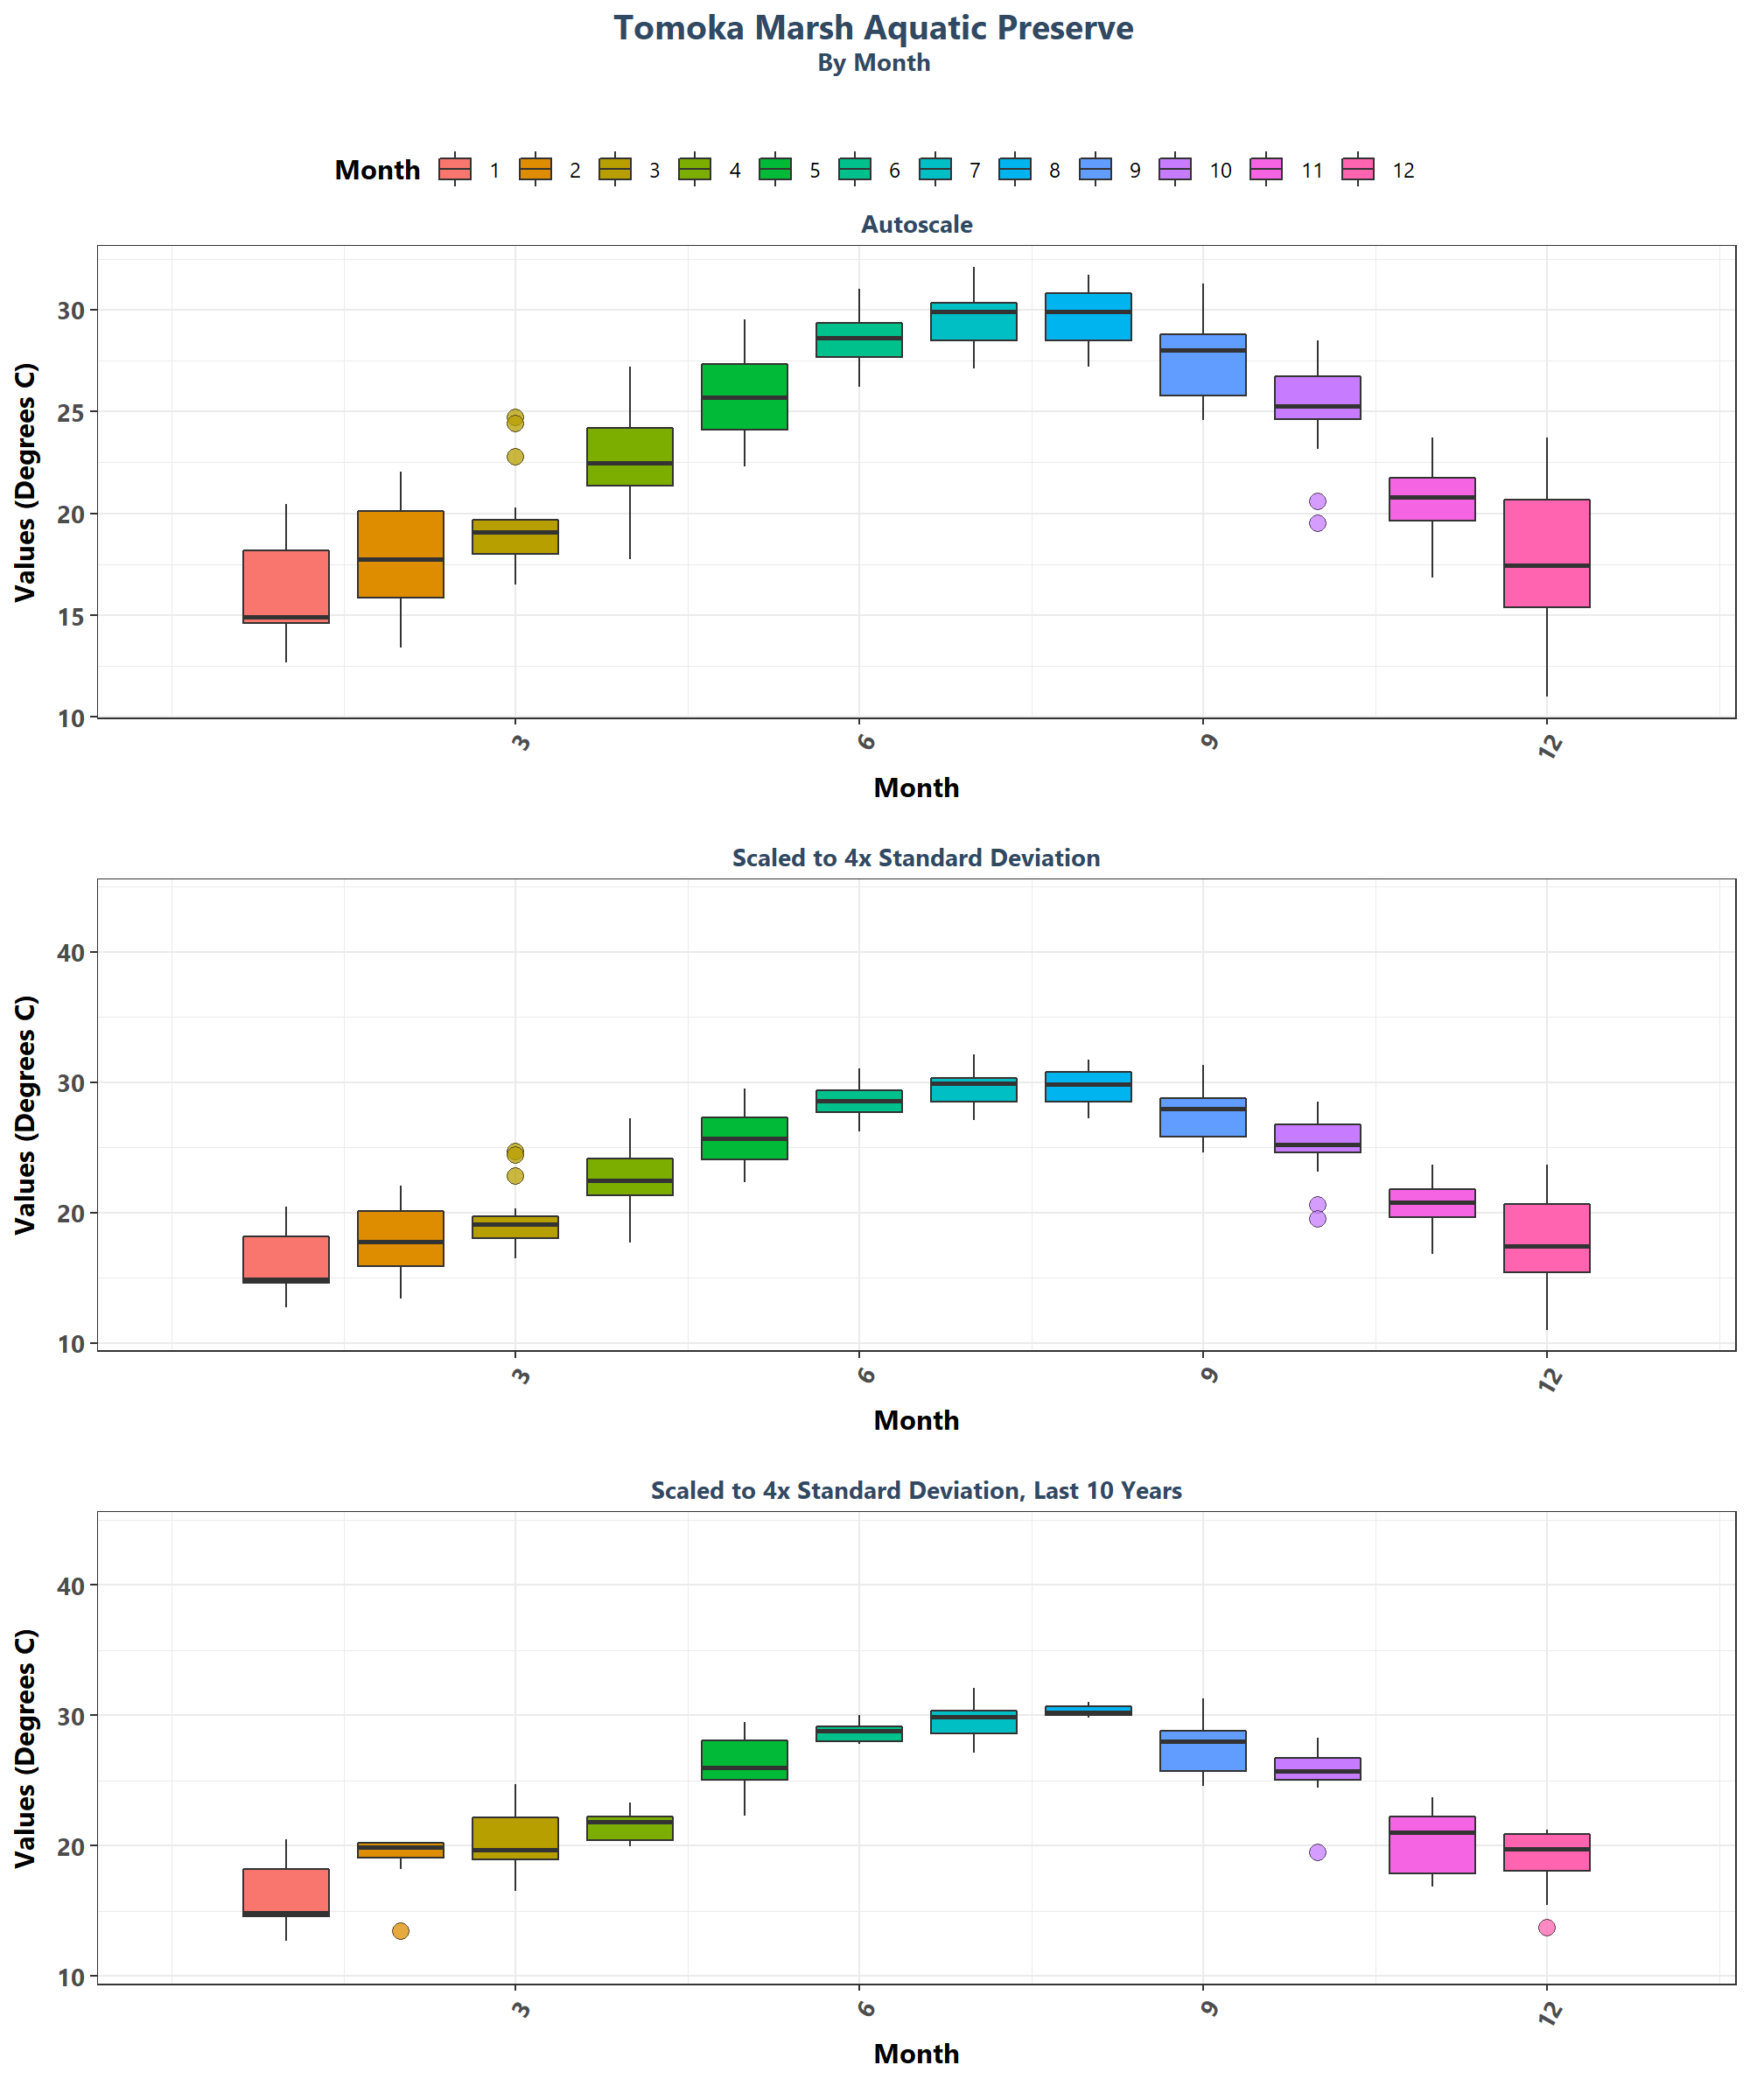 Tomoka Marsh Aquatic Preserve
By Month
Month 1 2 3 4 5 6 7 8 9 10 11 12
Autoscale
Values (Degrees C)
30
25
20
15
10
3 6 9 12
Month
Scaled to 4x Standard Deviation
Values (Degrees C)
40
30
20
10
3 6 9 12
Month
Scaled to 4x Standard Deviation, Last 10 Years
Values (Degrees C)
40
30
20
10
3 6 9 12
Month